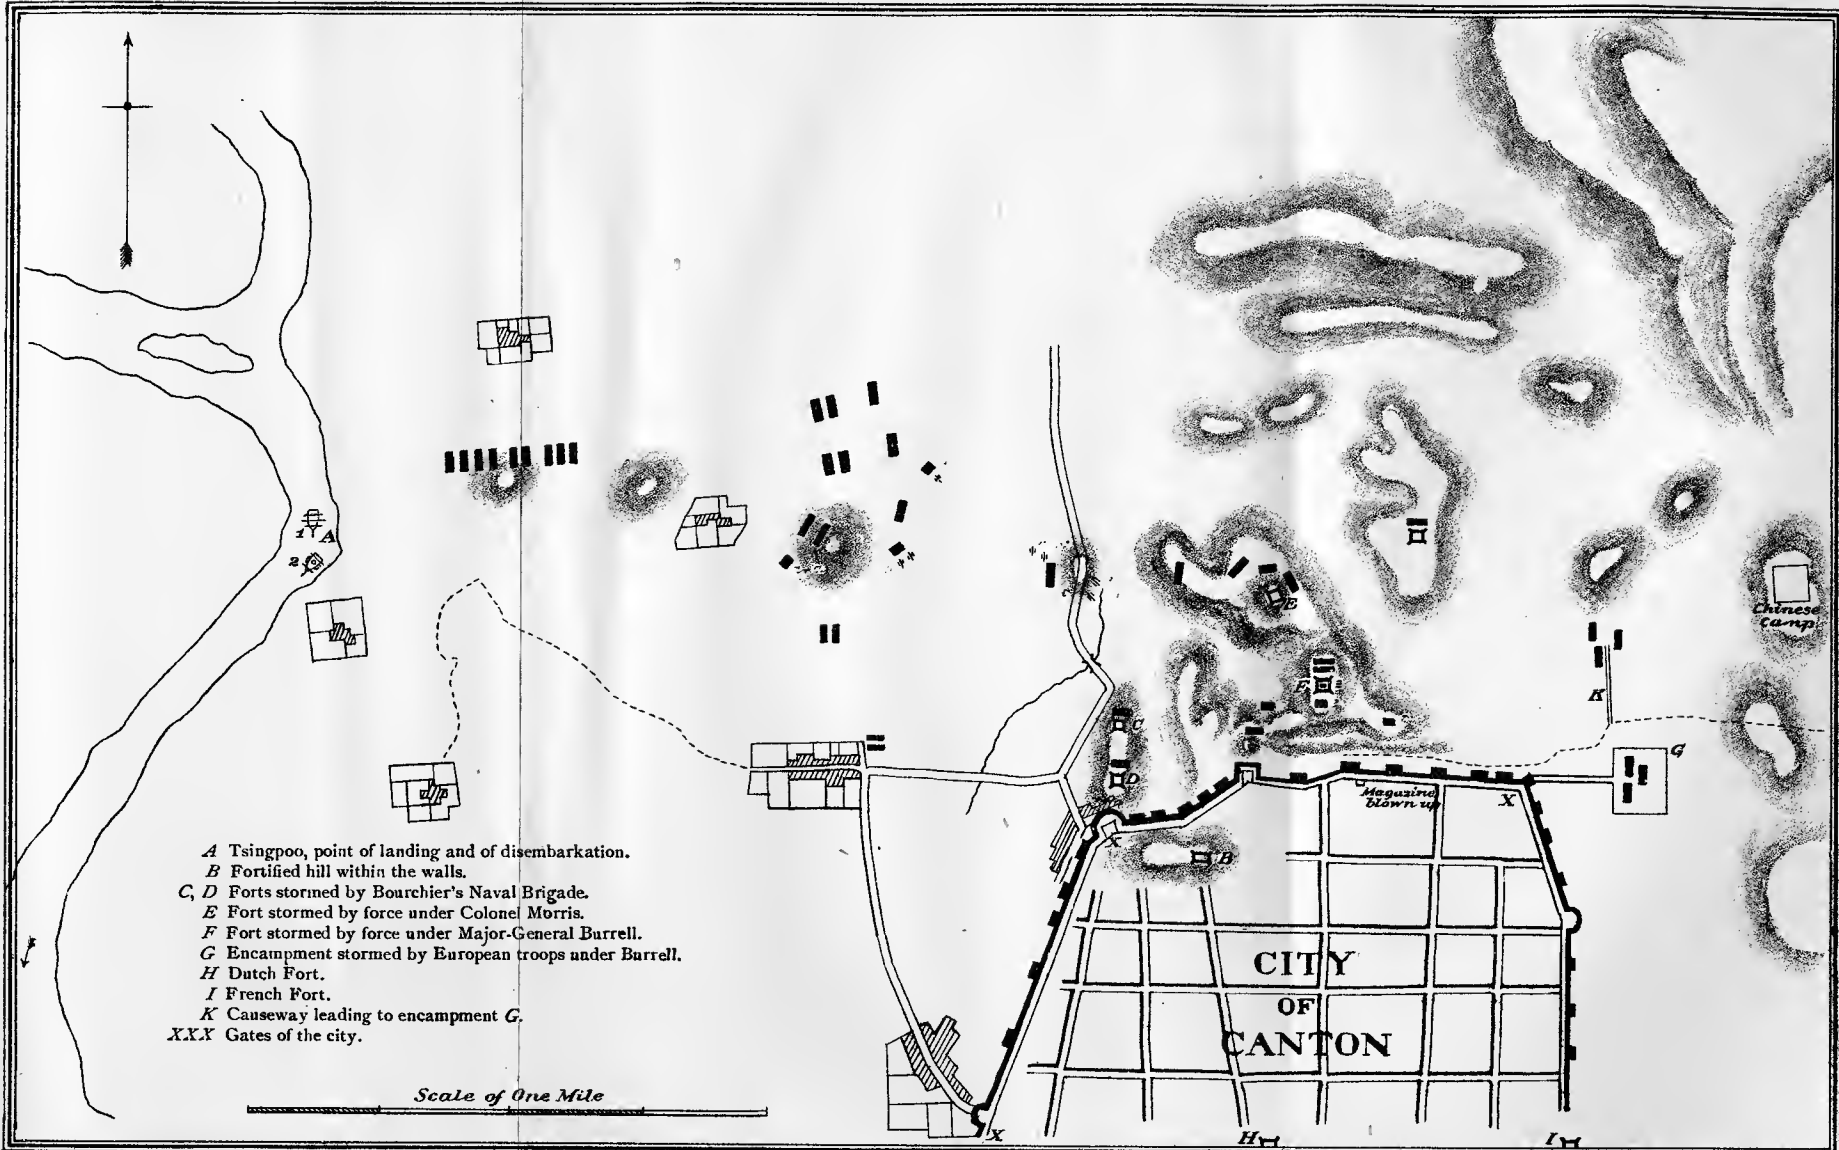 1 A
2
E
Chinese
camp
F
K
C
G
D
Magazine
blown up
X
X
B
A Tsingpoo, point of landing and of disembarkation.
B Fortified hill within the walls.
C, D Forts stormed by Bourchier's Naval Brigade.
E Fort stormed by force under Colonel Morris.
F Fort stormed by force under Major-General Burrell.
G Encampment stormed by European troops under Burrell.
H Dutch Fort.
I French Fort.
K Causeway leading to encampment G.
XXX Gates of the city.
Scale of One Mile
CITY
OF
CANTON
X
H
I